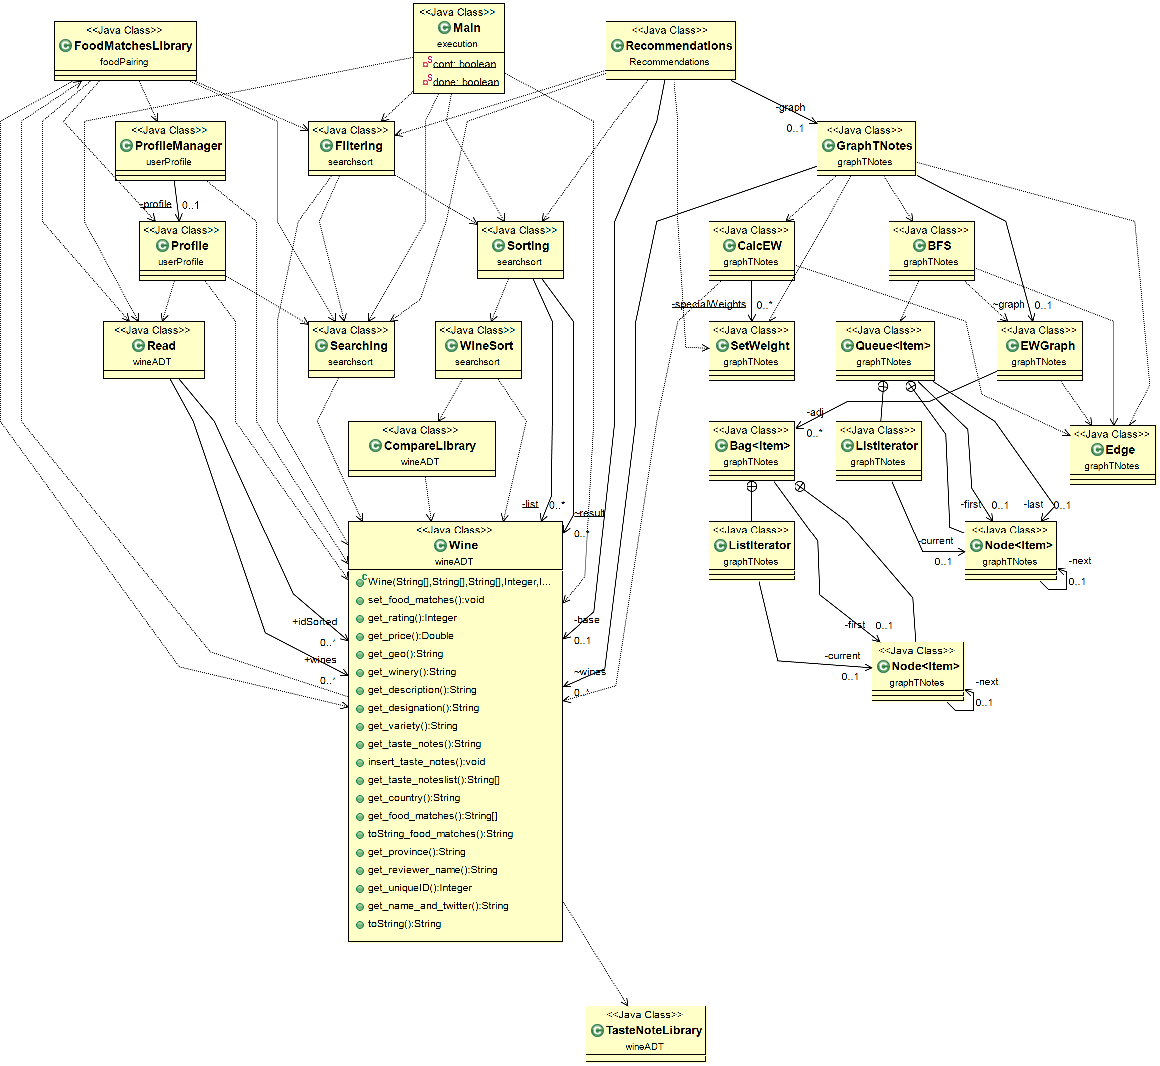 <<Java Class>>
Main
execution
cont: boolean
done: boolean
<<Java Class>>
FoodMatchesLibrary
foodPairing
<<Java Class>>
Recommendations
Recommendations
-graph
0..1
<<Java Class>>
ProfileManager
userProfile
<<Java Class>>
Filtering
searchsort
<<Java Class>>
GraphTNotes
graphTNotes
-profile
0..1
<<Java Class>>
Profile
userProfile
<<Java Class>>
Sorting
searchsort
<<Java Class>>
CalcEW
graphTNotes
<<Java Class>>
BFS
graphTNotes
-specialWeights
0..*
~graph
0..1
<<Java Class>>
Read
wineADT
<<Java Class>>
Searching
searchsort
<<Java Class>>
WineSort
searchsort
<<Java Class>>
SetWeight
graphTNotes
<<Java Class>>
Queue<Item>
graphTNotes
<<Java Class>>
EWGraph
graphTNotes
-adj
0..*
<<Java Class>>
CompareLibrary
wineADT
<<Java Class>>
Bag<Item>
graphTNotes
<<Java Class>>
ListIterator
graphTNotes
<<Java Class>>
Edge
graphTNotes
-list
0..*
~result
0..*
-first
0..1
-last
0..1
<<Java Class>>
Wine
wineADT
Wine(String[],String[],String[],Integer,I...
set_food_matches():void
get_rating():Integer
get_price():Double
get_geo():String
get_winery():String
get_description():String
get_designation():String
get_variety():String
get_taste_notes():String
insert_taste_notes():void
get_taste_noteslist():String[]
get_country():String
get_food_matches():String[]
toString_food_matches():String
get_province():String
get_reviewer_name():String
get_uniqueID():Integer
get_name_and_twitter():String
toString():String
<<Java Class>>
ListIterator
graphTNotes
-current
0..1
<<Java Class>>
Node<Item>
graphTNotes
-next
0..1
+idSorted
0..*
+wines
0..*
-base
0..1
~wines
0..*
-first
0..1
-current
0..1
<<Java Class>>
Node<Item>
graphTNotes
-next
0..1
<<Java Class>>
TasteNoteLibrary
wineADT